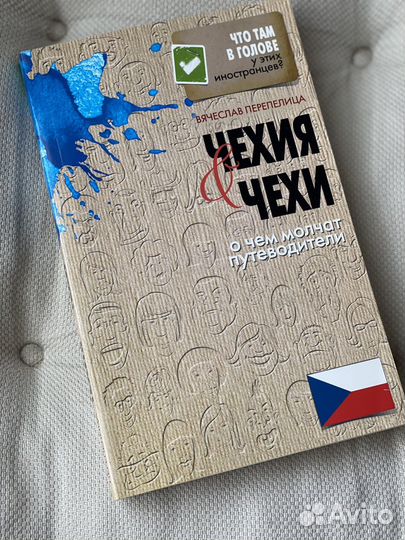 ЧТО ТАМ
В ГОЛОВЕ
у этих
иностранцев?
ВЯЧЕСЛАВ ПЕРЕПЕЛИЦА
ЧЕХИЯ
& ЧЕХИ
о чем молчат
путеводители
Avito